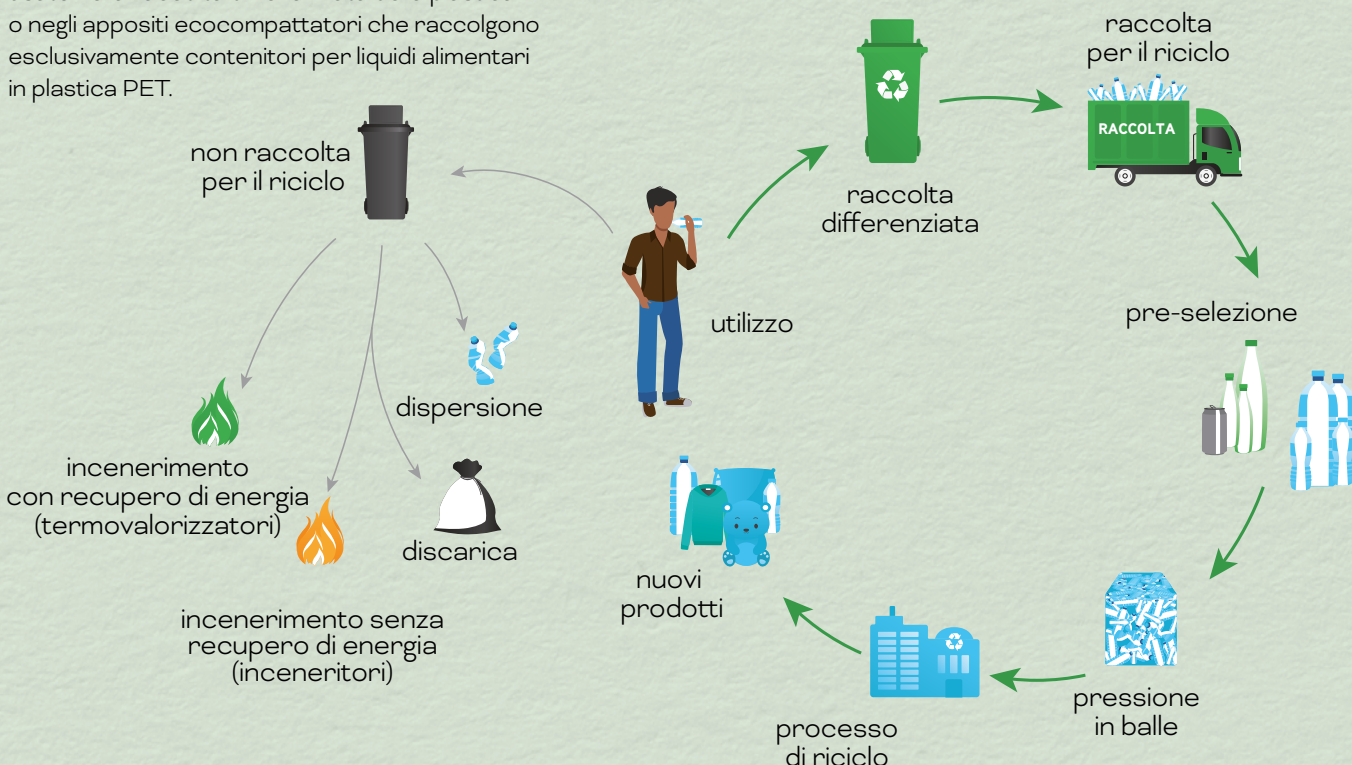 o negli appositi ecocompattatori che raccolgono
esclusivamente contenitori per liquidi alimentari
in plastica PET.
non raccolta
per il riciclo
raccolta
differenziata
raccolta
per il riciclo
RACCOLTA
utilizzo
pre-selezione
dispersione
incenerimento
con recupero di energia
(termovalorizzatori)
discarica
incenerimento senza
recupero di energia
(inceneritori)
nuovi
prodotti
processo
di riciclo
pressione
in balle